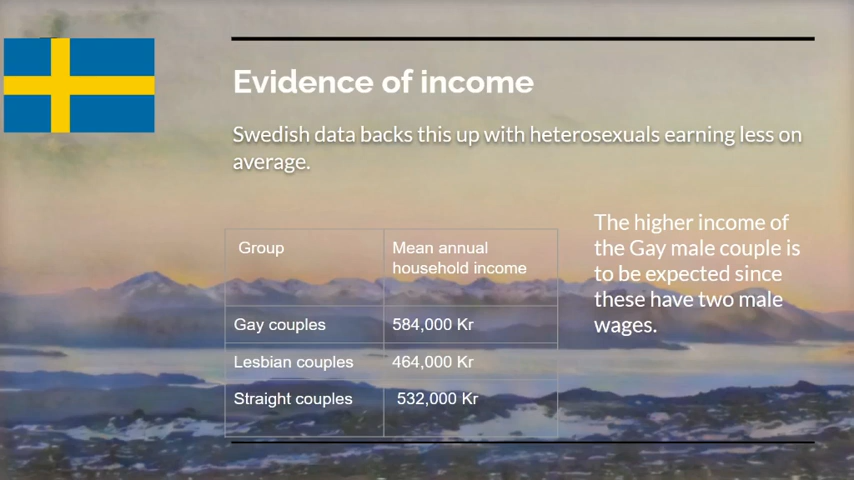 Evidence of income
Swedish data backs this up with heterosexuals earning less on
average.
The higher income of
the Gay male couple is
to be expected since
these have two male
wages.
Group
Mean annual
household income
Gay couples
584,000 Kr
Lesbian couples
464,000 Kr
Straight couples
532,000 Kr